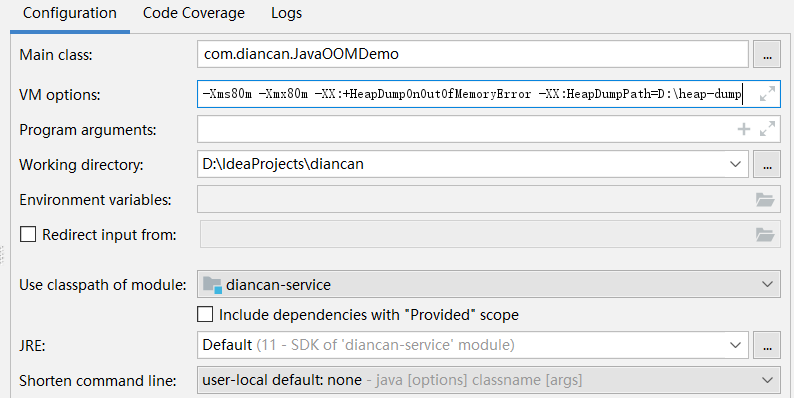 Configuration Code Coverage Logs
Main class: com.diancan.JavaOOMDemo ...
VM options: -Xms80m -Xmx80m -XX:+HeapDumpOnOutOfMemoryError -XX:HeapDumpPath=D:\heap-dump
Program arguments:
Working directory: D:\IdeaProjects\diancan ...
Environment variables:
Redirect input from:
Use classpath of module: diancan-service
Include dependencies with "Provided" scope
JRE: Default (11 - SDK of 'diancan-service' module) ...
Shorten command line: user-local default: none - java [options] classname [args]